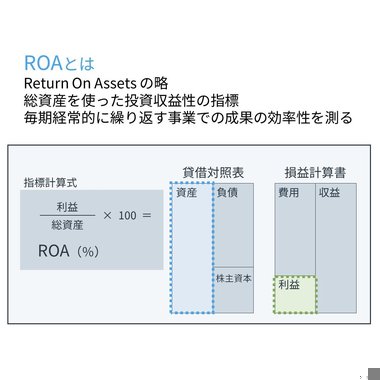 ROAとは
Return On Assets の略
総資産を使った投資収益性の指標
毎期経常的に繰り返す事業での成果の効率性を測る
指標計算式
利益
総資産
× 100 =
ROA（%）
貸借対照表
資産
負債
株主資本
損益計算書
費用
収益
利益